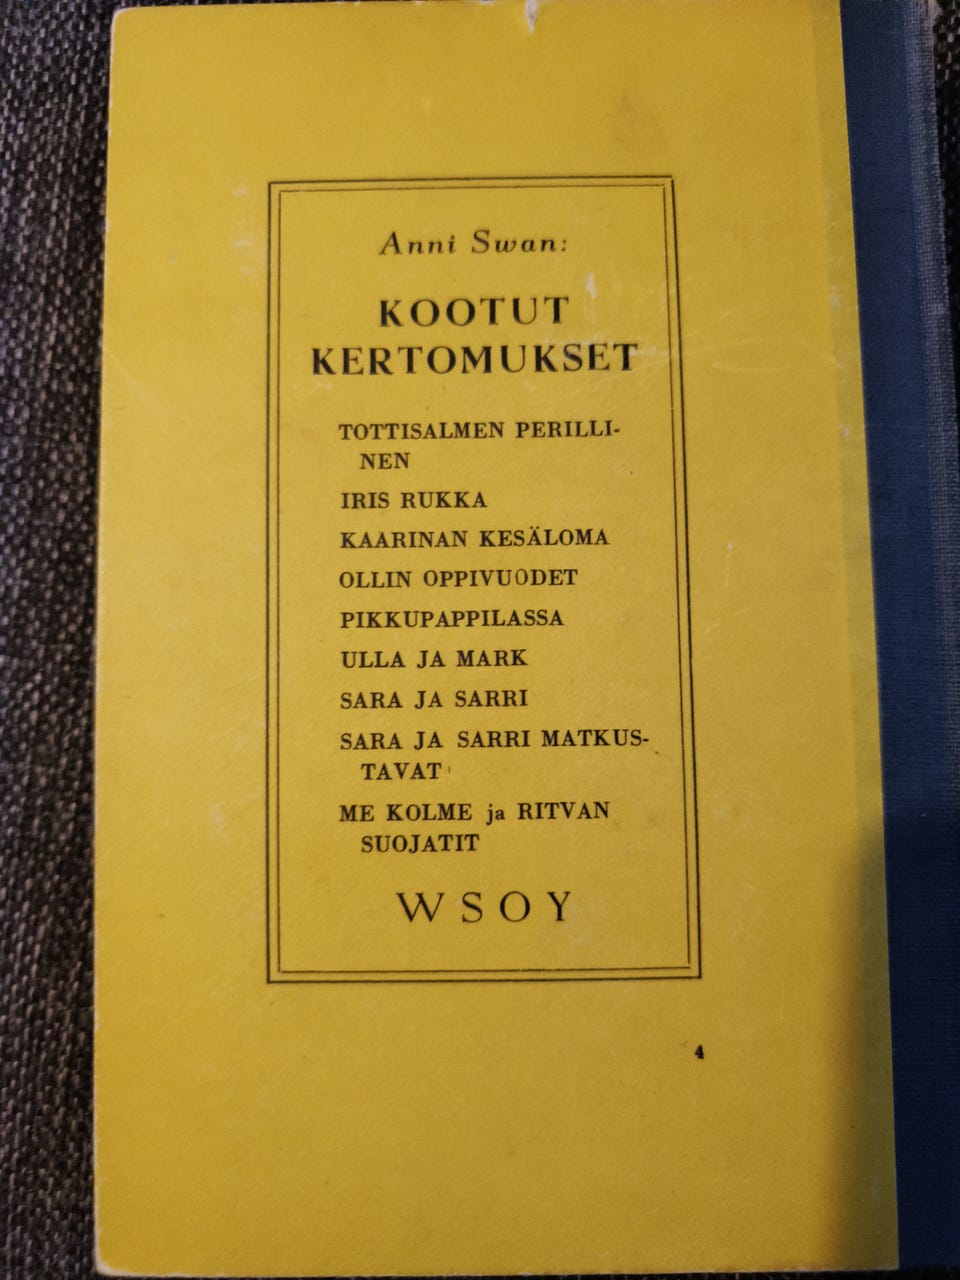 Anni Swan:
KOOTUT
KERTOMUKSET
TOTTISALMEN PERILLI-
NEN
IRIS RUKKA
KAARINAN KESÄLOMA
OLLIN OPPIVUODET
PIKKUPAPPILASSA
ULLA JA MARK
SARA JA SARRI
SARA JA SARRI MATKUS-
TAVAT
ME KOLME ja RITVAN
SUOJATIT
WSOY
4